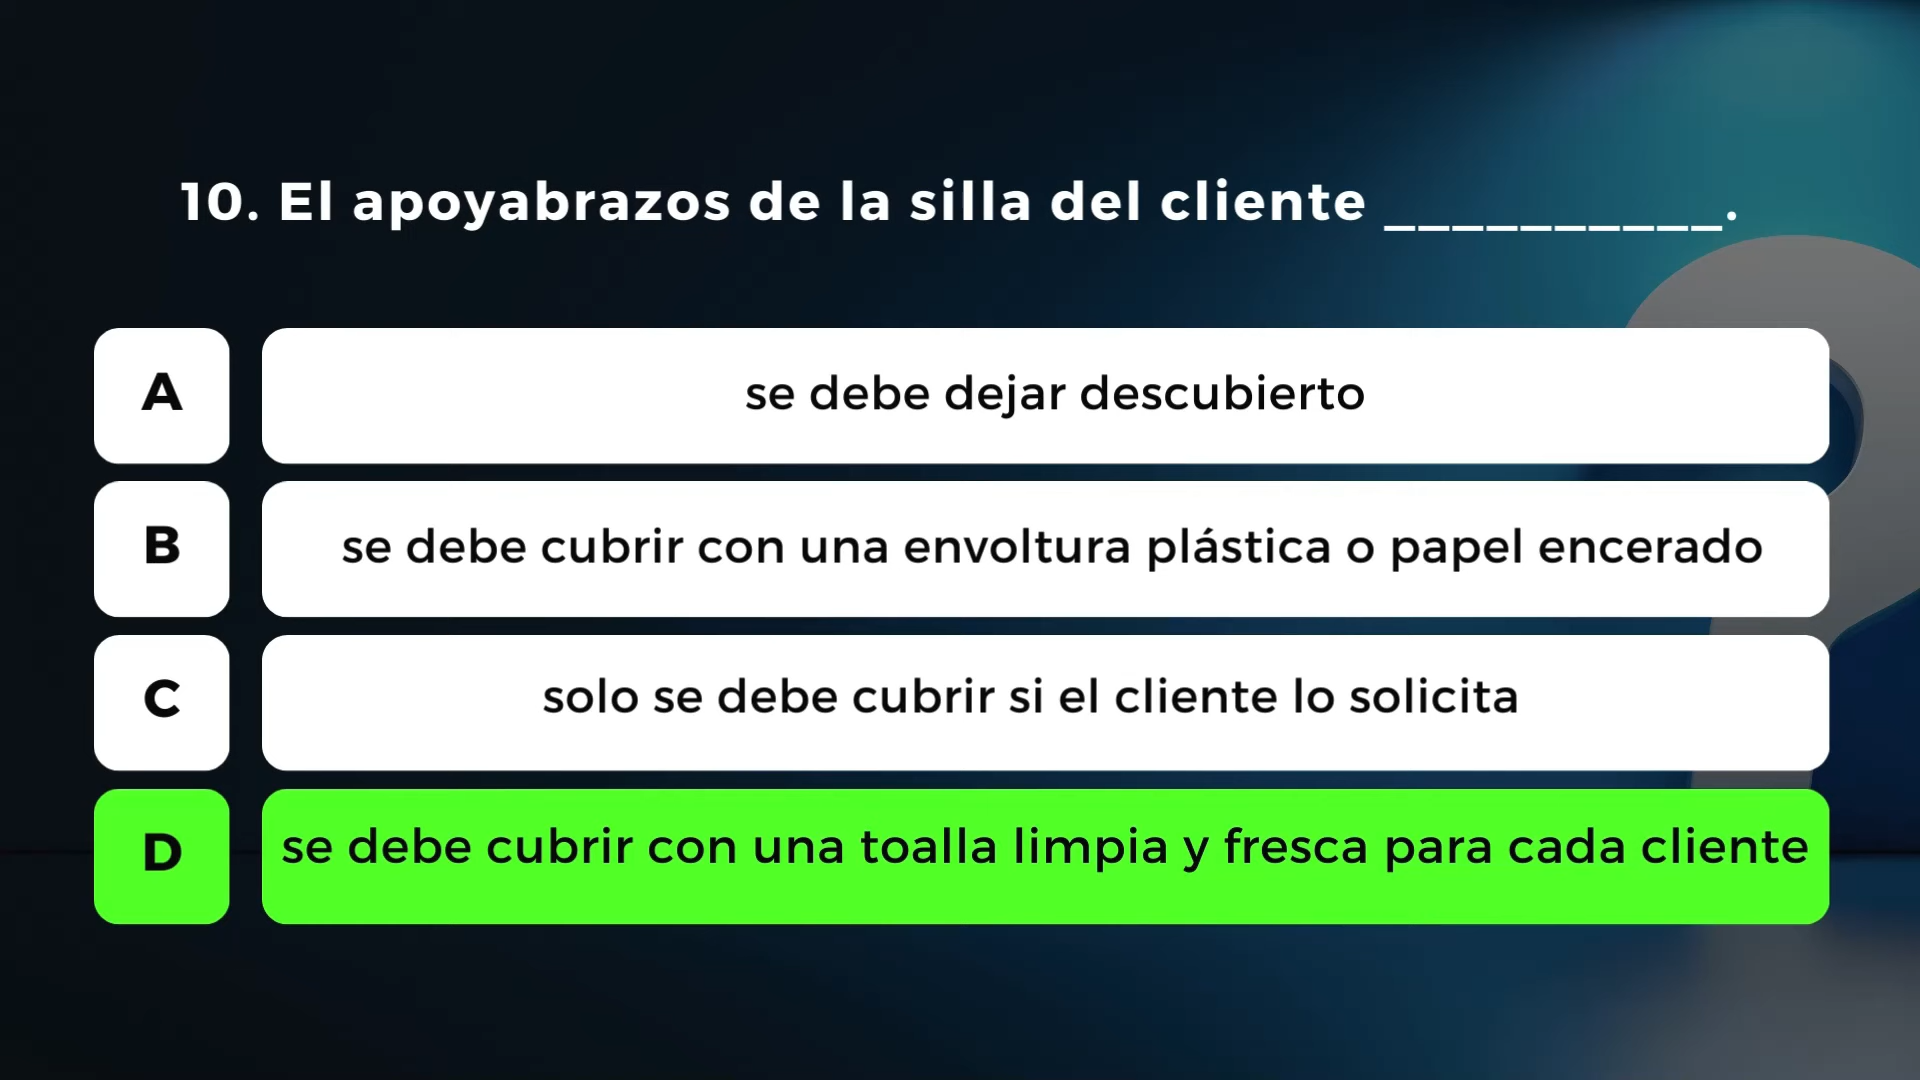 10. El apoyabrazos de la silla del cliente __________.
A
se debe dejar descubierto
B
se debe cubrir con una envoltura plástica o papel encerado
C
solo se debe cubrir si el cliente lo solicita
D
se debe cubrir con una toalla limpia y fresca para cada cliente